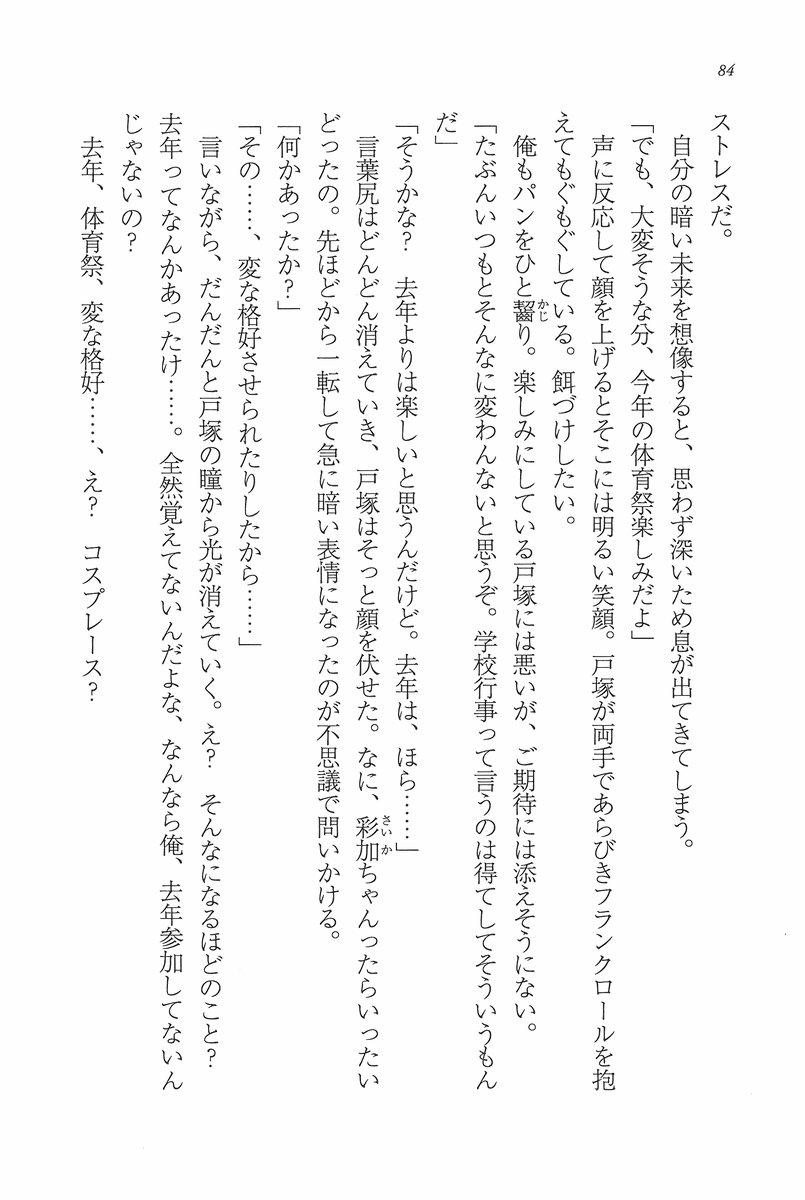 84
ストレスだ。
　自分の暗い未来を想像すると、思わず深いため息が出てきてしまう。
「でも、大変そうな分、今年の体育祭楽しみだよ」
　声に反応して顔を上げるとそこには明るい笑顔。戸塚が両手であらびきフランクロールを抱
えてもぐもぐしている。餌づけしたい。
　俺もパンをひと齧り。楽しみにしている戸塚には悪いが、ご期待には添えそうにない。
「たぶんいつもとそんなに変わんないと思うぞ。学校行事って言うのは得てしてそういうもん
だ」
「そうかな？　去年よりは楽しいと思うんだけど。去年は、ほら……」
　言葉尻はどんどん消えていき、戸塚はそっと顔を伏せた。なに、彩加ちゃんったらいったい
どったの。先ほどから一転して急に暗い表情になったのが不思議で問いかける。
「何かあったか？」
「その……、変な格好させられたりしたから……」
　言いながら、だんだんと戸塚の瞳から光が消えていく。え？　そんなになるほどのこと？
去年ってなんかあったけ……。全然覚えてないんだよな、なんなら俺、去年参加してないん
じゃないの？
　去年、体育祭、変な格好……、え？　コスプレース？